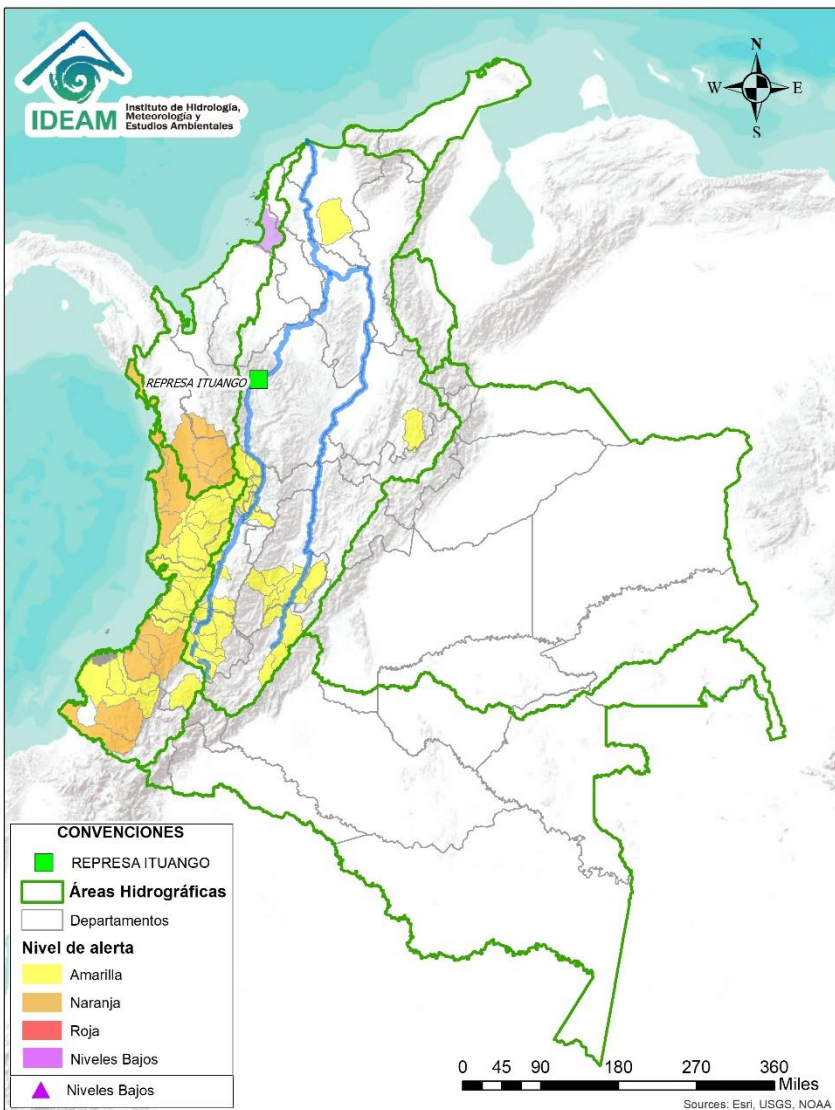 IDEAM
Instituto de Hidrología,
Meteorología y
Estudios Ambientales
N
W
E
S
REPRESA ITUANGO
CONVENCIONES
REPRESA ITUANGO
Áreas Hidrográficas
Departamentos
Nivel de alerta
Amarilla
Naranja
Roja
Niveles Bajos
Niveles Bajos
0 45 90 180 270 360
Miles
Sources: Esri, USGS, NOAA